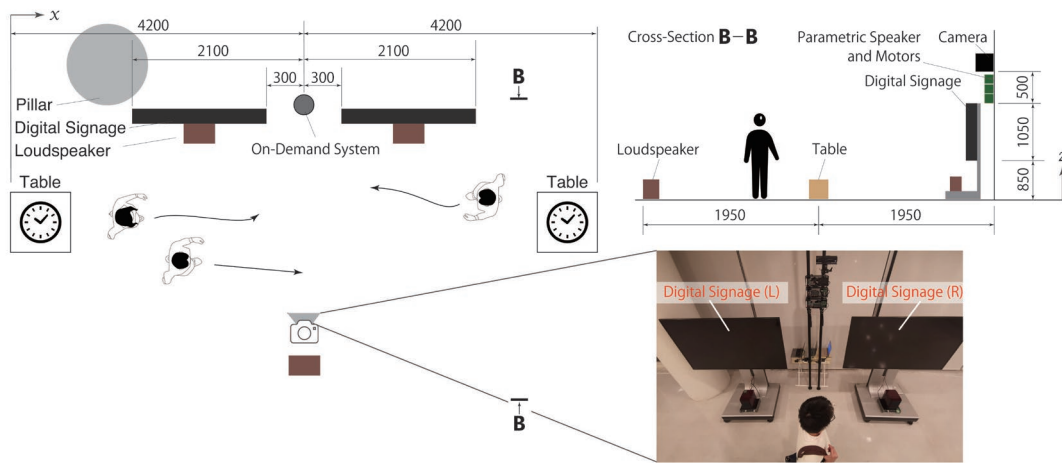 x
4200
4200
2100
2100
300
300
B
Pillar
Digital Signage
Loudspeaker
On-Demand System
Table
Table
B
Cross-Section B–B
Parametric Speaker
and Motors
Camera
Digital Signage
Loudspeaker
Table
500
1050
850
1950
1950
Digital Signage (L)
Digital Signage (R)